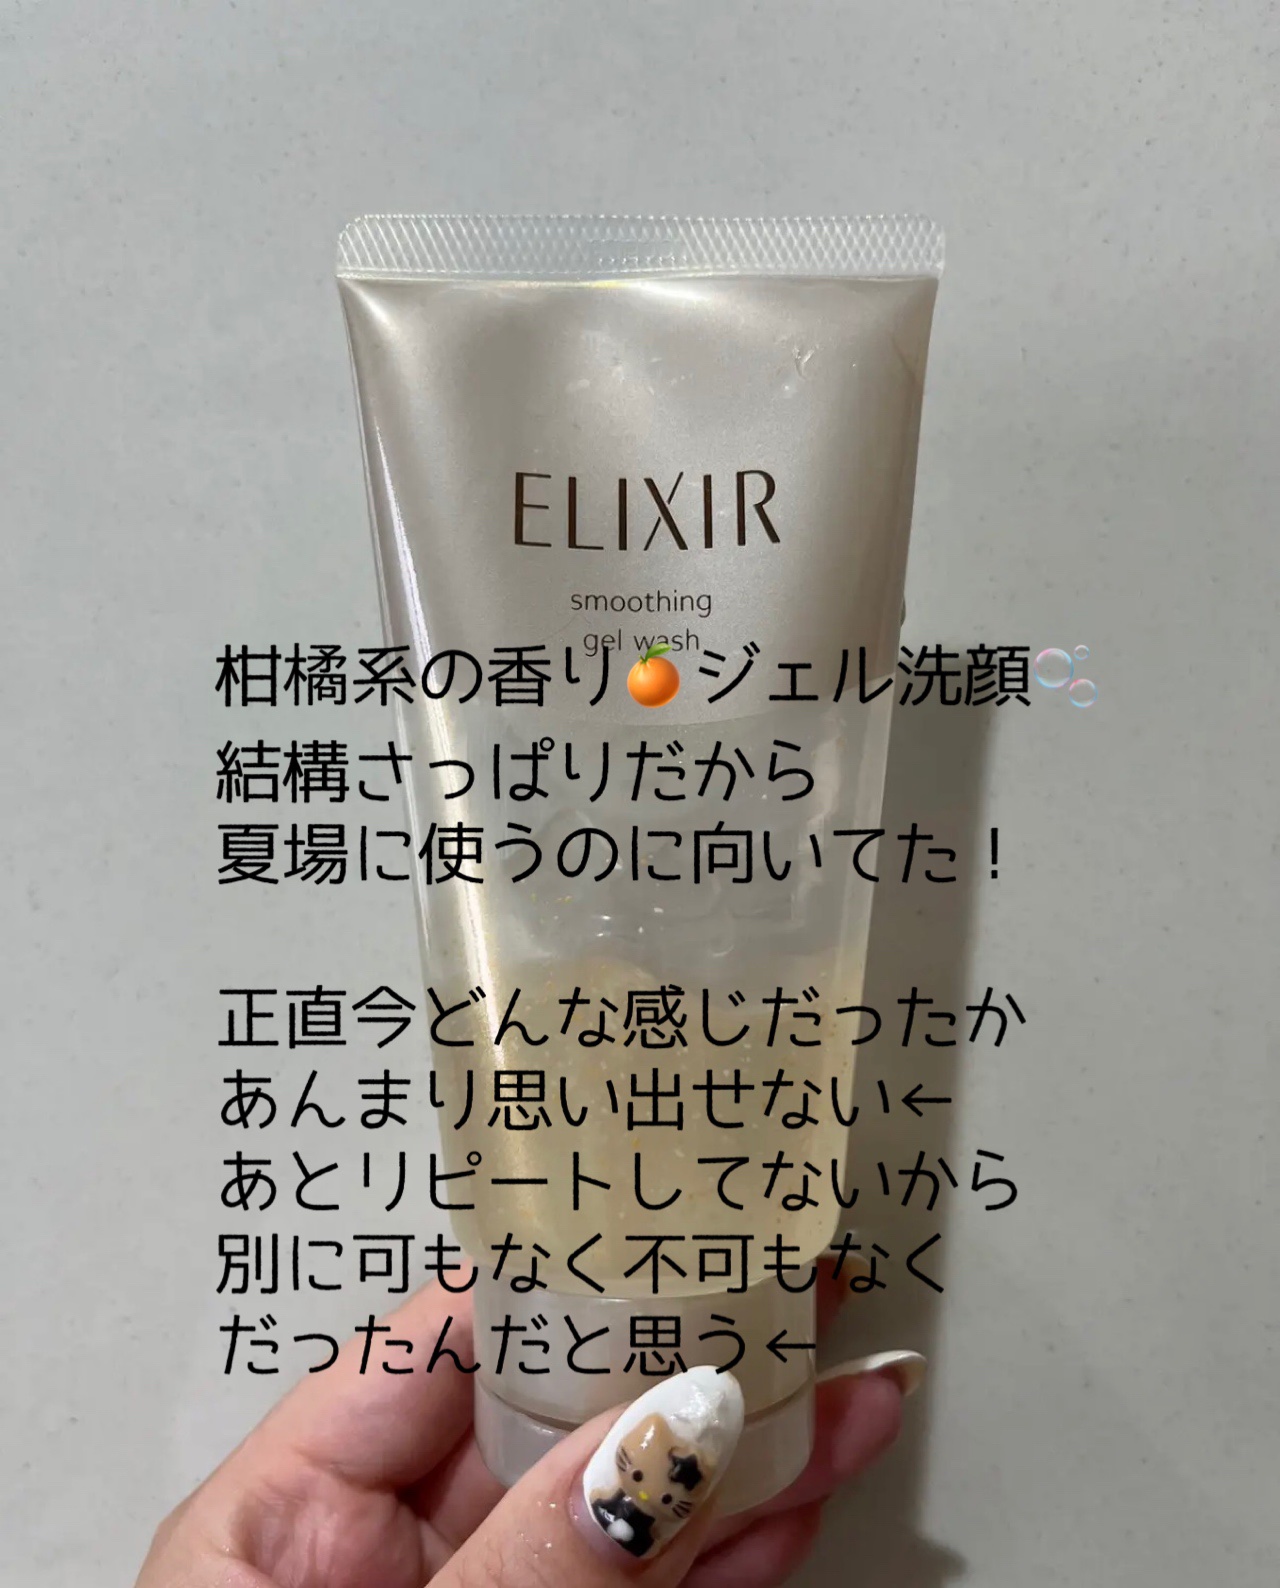 ELIXIR
smoothing
gel wash
柑橘系の香り🍊ジェル洗顔🫧
結構さっぱりだから
夏場に使うのに向いてた！
正直今どんな感じだったか
あんまり思い出せない←
あとリピートしてないから
別に可もなく不可もなく
だったんだと思う←